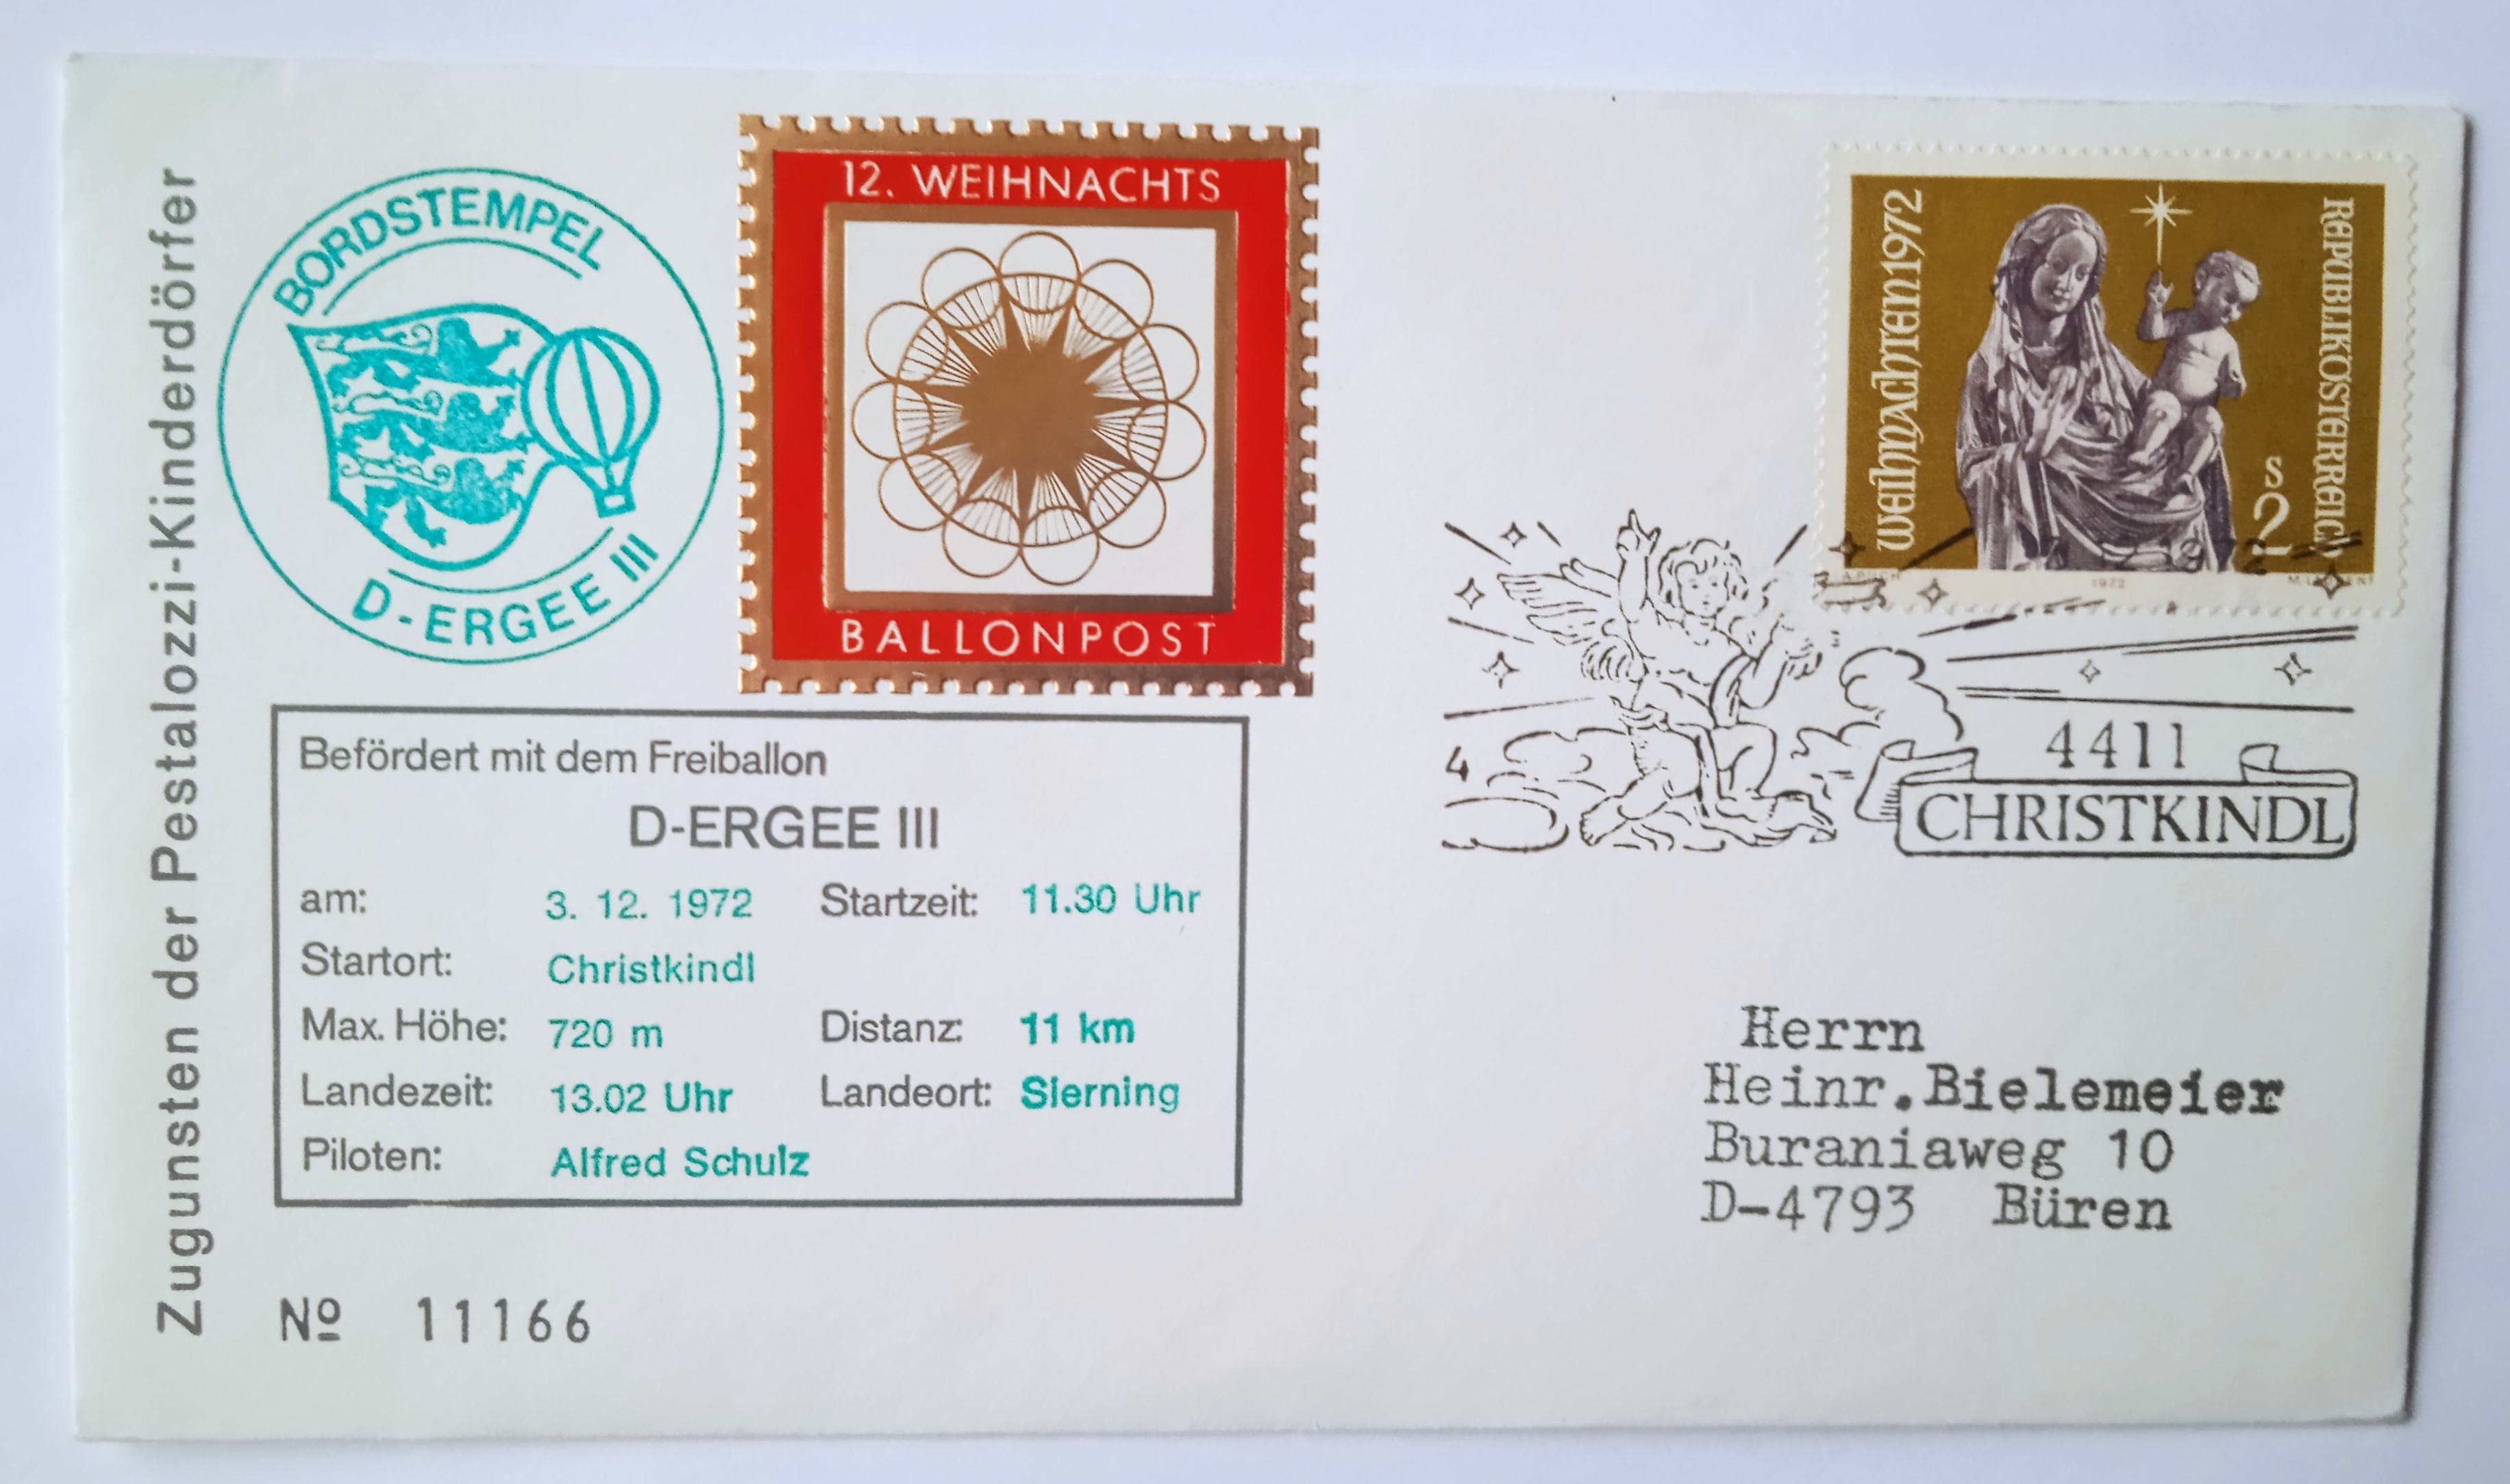 Zugunsten der Pestalozzi-Kinderdörfer
BORDSTEMPEL
D-ERGEE III
12. WEIHNACHTS
BALLONPOST
Weihnachten 1972
REPUBLIK ÖSTERREICH
S
2
1972
4
4411
CHRISTKINDL
Befördert mit dem Freiballon
D-ERGEE III
am: 3. 12. 1972 Startzeit: 11.30 Uhr
Startort: Christkindl
Max. Höhe: 720 m Distanz: 11 km
Landezeit: 13.02 Uhr Landeort: Sierning
Piloten: Alfred Schulz
Nº 11166
Herrn
Heinr.Bielemeier
Buraniaweg 10
D-4793 Büren